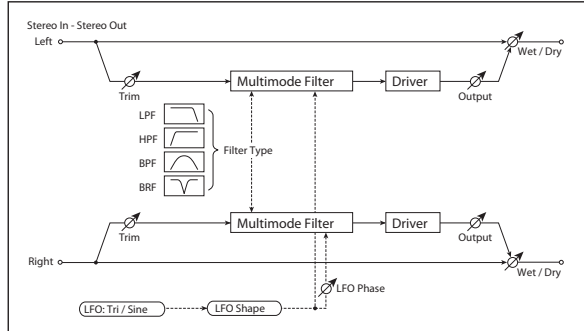 Stereo In - Stereo Out
Left
Wet / Dry
Trim
Multimode Filter
Driver
Output
LPF
HPF
BPF
BRF
Filter Type
Trim
Multimode Filter
Driver
Output
Right
Wet / Dry
LFO Phase
LFO: Tri / Sine
LFO Shape